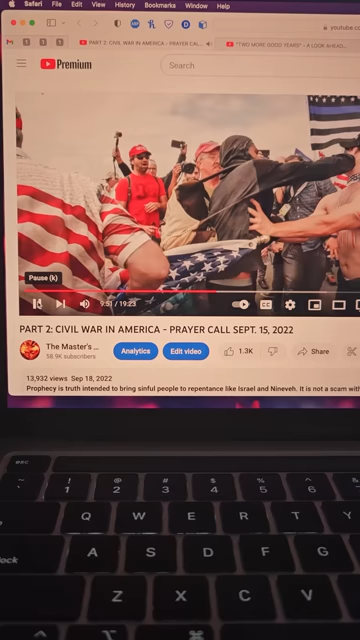 Safari File Edit View History Bookmarks Window Help
youtube.co
PART 2: CIVIL WAR IN AMERICA - PRAYER CAL... "TWO MORE GOOD YEARS" - A LOOK AHEAD...
Premium
Search
Pause (k)
9:51 / 19:23
CC
PART 2: CIVIL WAR IN AMERICA - PRAYER CALL SEPT. 15, 2022
The Master's ...
58.9K subscribers
Analytics
Edit video
1.3K
Share
13,932 views Sep 18, 2022
Prophecy is truth intended to bring sinful people to repentance like Israel and Nineveh. It is not a scam with
esc
~ ! @ # $ % ^ &
1 2 3 4 5 6
Q W E R T Y
lock A S D F G
Z X C V